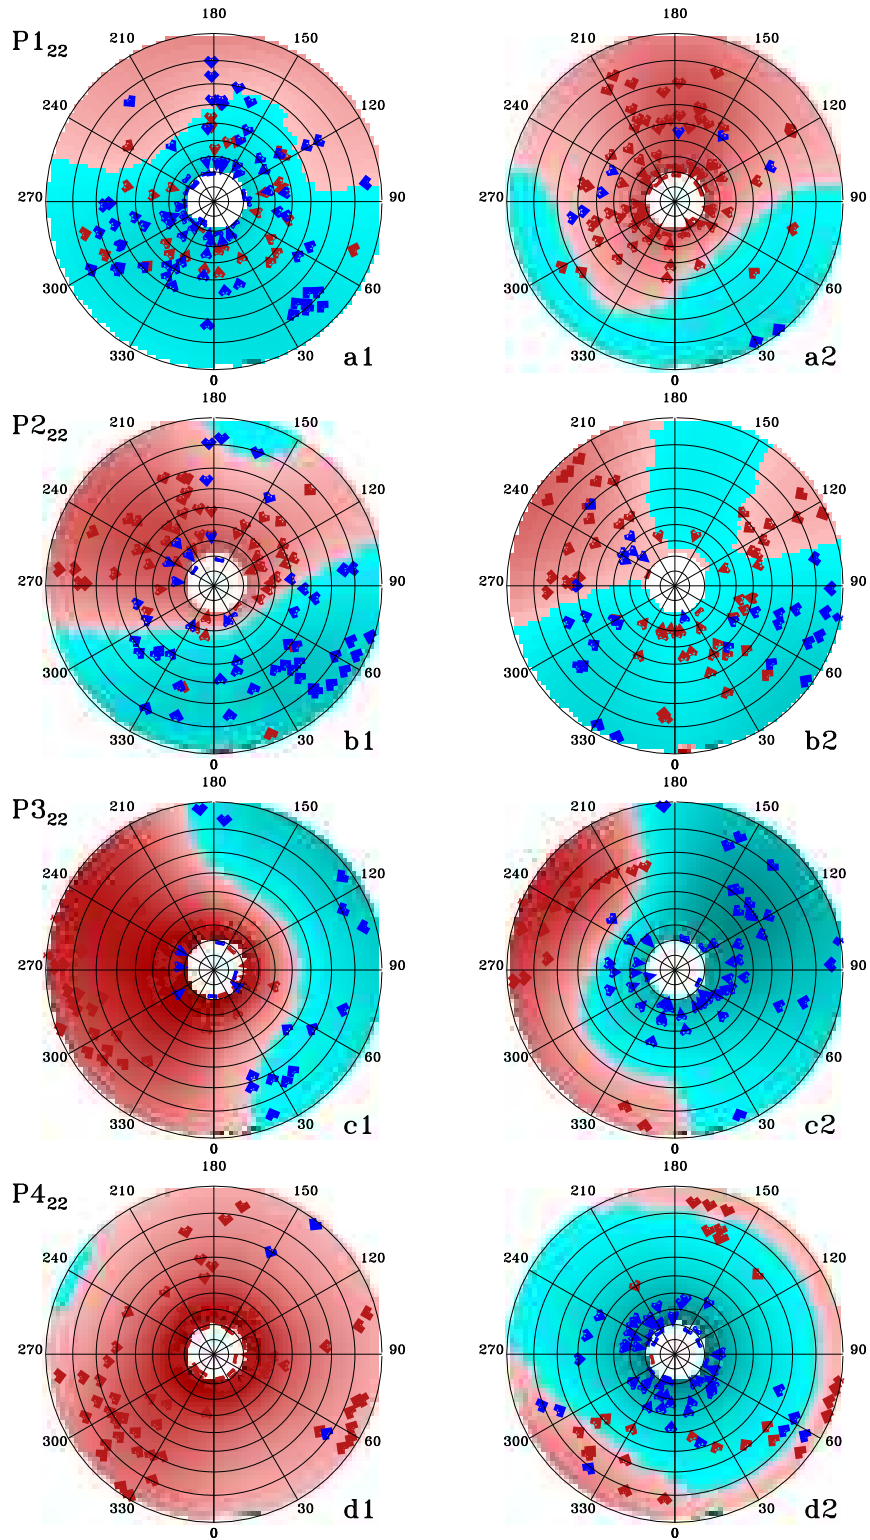 180 180
P1₂₂ 210 150 210 150
240 120 240 120
270 90 270 90
300 60 300 60
330 30 a1 330 30 a2
0 0
180 180
P2₂₂ 210 150 210 150
240 120 240 120
270 90 270 90
300 60 300 60
330 30 b1 330 30 b2
0 0
180 180
P3₂₂ 210 150 210 150
240 120 240 120
270 90 270 90
300 60 300 60
330 30 c1 330 30 c2
0 0
180 180
P4₂₂ 210 150 210 150
240 120 240 120
270 90 270 90
300 60 300 60
330 30 d1 330 30 d2
0 0